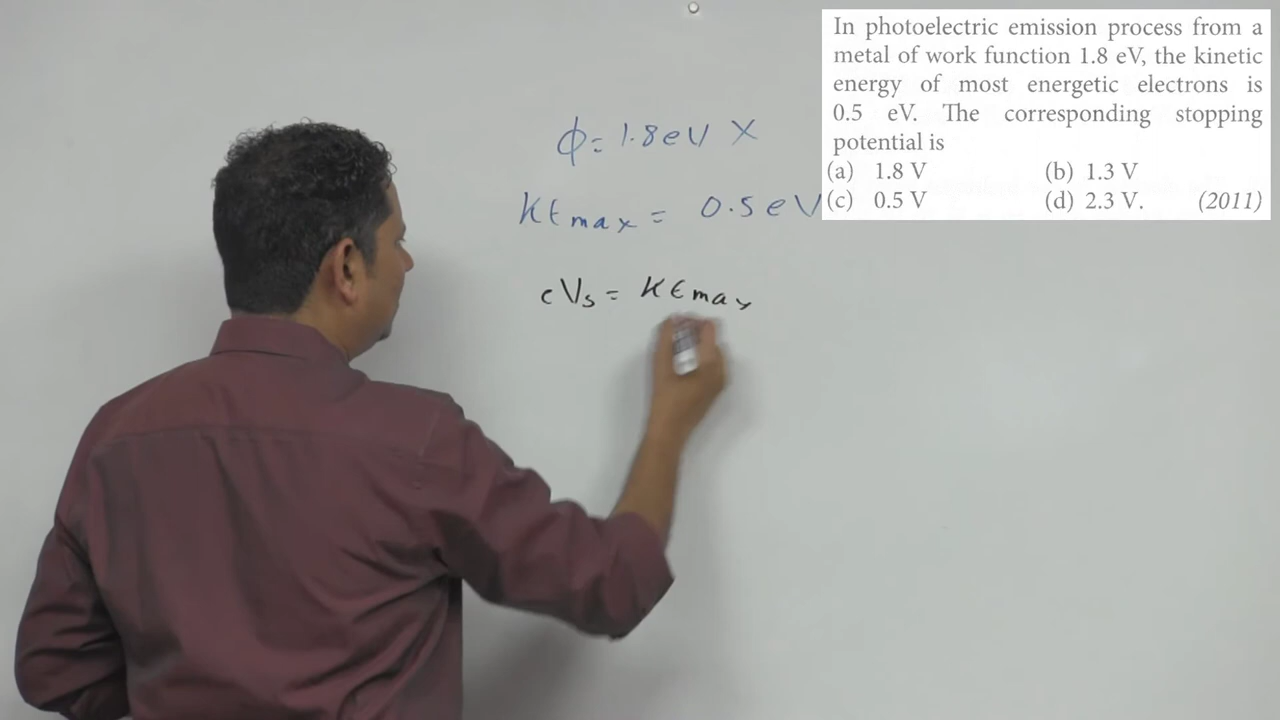 In photoelectric emission process from a
metal of work function 1.8 eV, the kinetic
energy of most energetic electrons is
0.5 eV. The corresponding stopping
potential is
(a) 1.8 V (b) 1.3 V
(c) 0.5 V (d) 2.3 V. (2011)
ϕ = 1.8 eV X
KEmax = 0.5 eV
eVs = KEmax